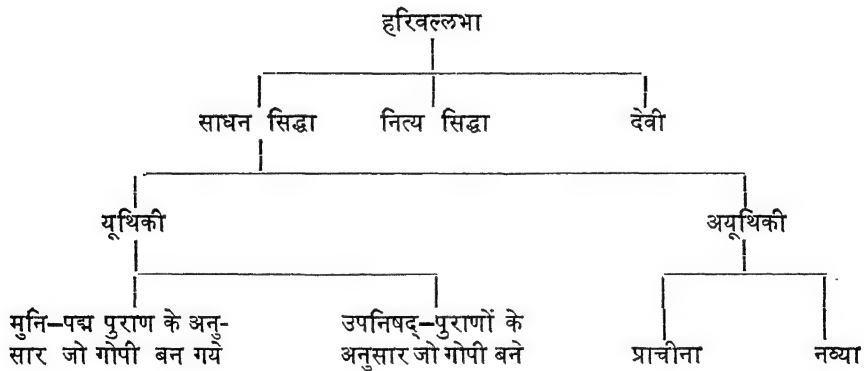 हरिवल्लभा
साधन सिद्धा नित्य सिद्धा देवी
यूथिकी अयूथिकी
मुनि–पद्म पुराण के अनु-
सार जो गोपी बन गये
उपनिषद्–पुराणों के
अनुसार जो गोपी बने
प्राचीना नव्या